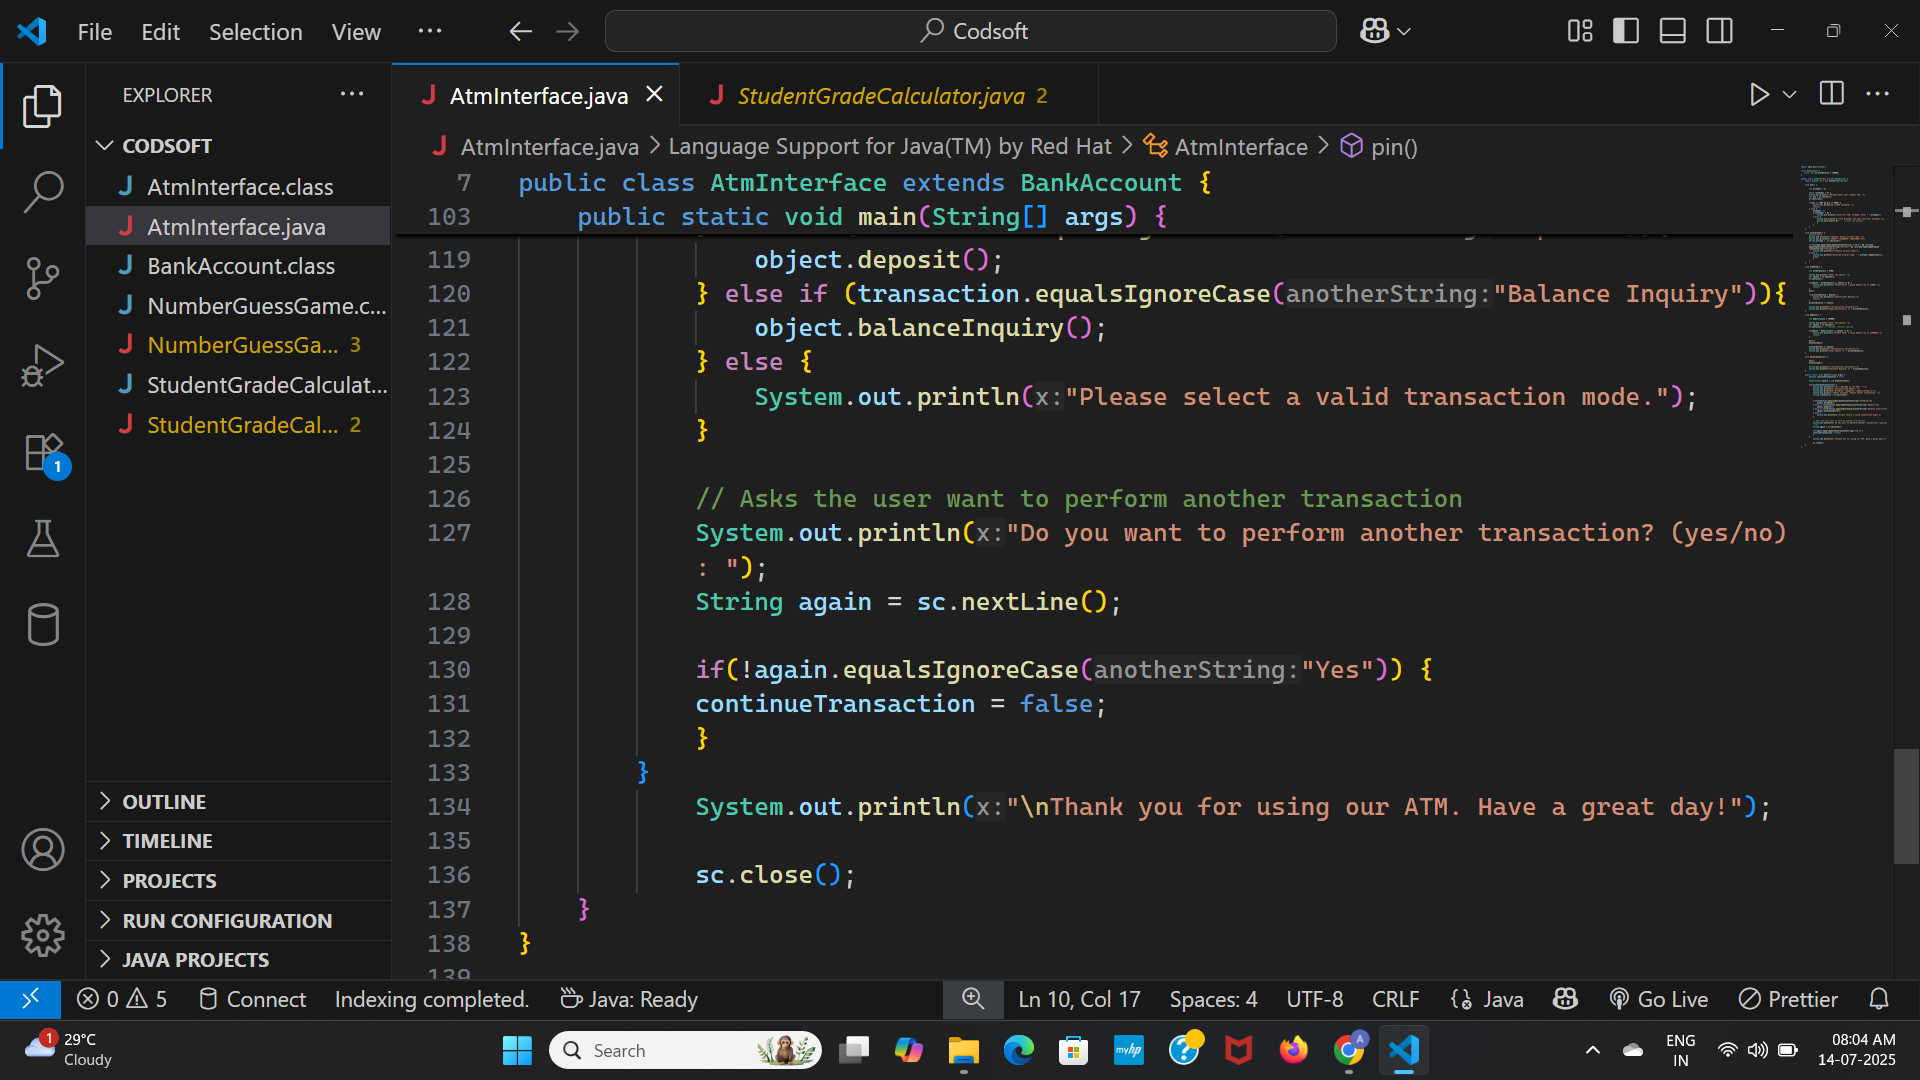 File Edit Selection View ··· Codsoft
EXPLORER ···
CODSOFT
AtmInterface.class
AtmInterface.java
BankAccount.class
NumberGuessGame.c...
NumberGuessGa... 3
StudentGradeCalculat...
StudentGradeCal... 2
OUTLINE
TIMELINE
PROJECTS
RUN CONFIGURATION
JAVA PROJECTS
1
AtmInterface.java StudentGradeCalculator.java 2
AtmInterface.java > Language Support for Java(TM) by Red Hat > AtmInterface > pin()
7 public class AtmInterface extends BankAccount {
103 public static void main(String[] args) {
119 object.deposit();
120 } else if (transaction.equalsIgnoreCase(anotherString:"Balance Inquiry")){
121 object.balanceInquiry();
122 } else {
123 System.out.println(x:"Please select a valid transaction mode.");
124 }
125
126 // Asks the user want to perform another transaction
127 System.out.println(x:"Do you want to perform another transaction? (yes/no)
: ");
128 String again = sc.nextLine();
129
130 if(!again.equalsIgnoreCase(anotherString:"Yes")) {
131 continueTransaction = false;
132 }
133 }
134 System.out.println(x:"\nThank you for using our ATM. Have a great day!");
135
136 sc.close();
137 }
138 }
139
0 5 Connect Indexing completed. Java: Ready Ln 10, Col 17 Spaces: 4 UTF-8 CRLF Java Go Live Prettier
1 29°C
Cloudy
Search
myhp
A
ENG
IN
08:04 AM
14-07-2025